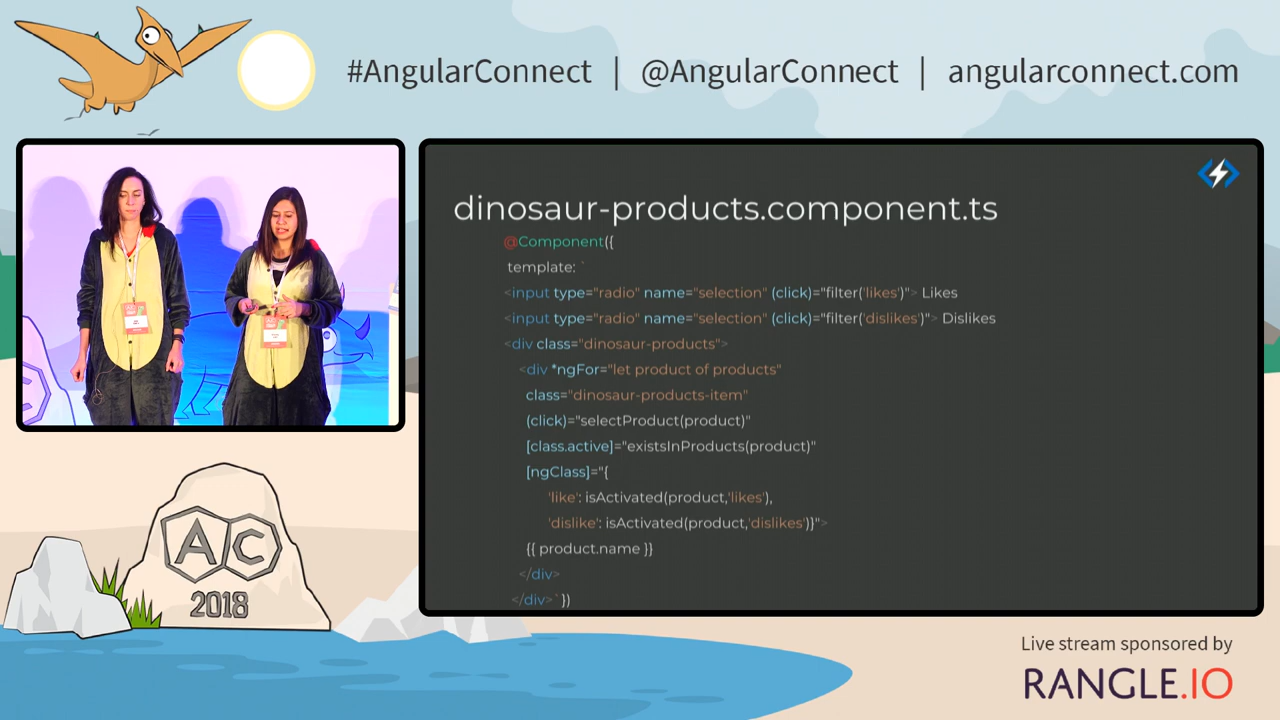 #AngularConnect | @AngularConnect | angularconnect.com
dinosaur-products.component.ts
@Component({
template: `
<input type="radio" name="selection" (click)="filter('likes')"> Likes
<input type="radio" name="selection" (click)="filter('dislikes')"> Dislikes
<div class="dinosaur-products">
<div *ngFor="let product of products"
class="dinosaur-products-item"
(click)="selectProduct(product)"
[class.active]="existsInProducts(product)"
[ngClass]="{
'like': isActivated(product,'likes'),
'dislike': isActivated(product,'dislikes')}">
{{ product.name }}
</div>
</div>`})
AC
2018
Live stream sponsored by
RANGLE.IO